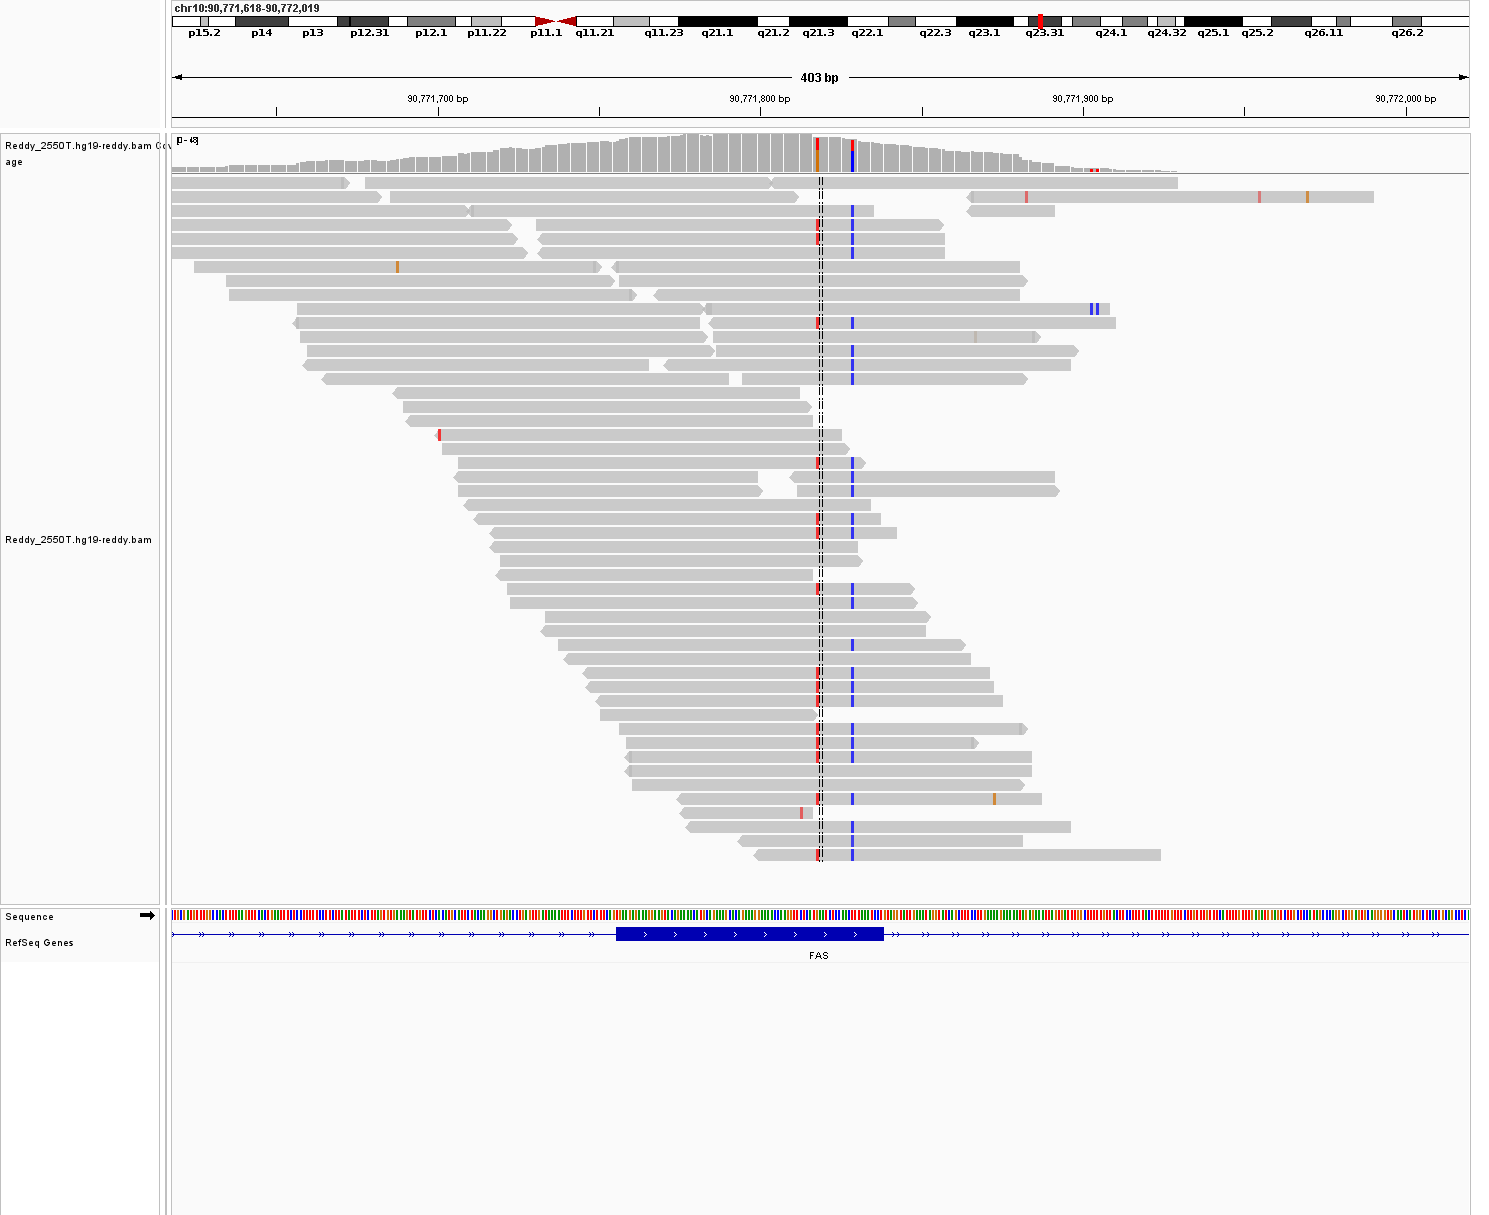 chr10:90,771,618-90,772,019
p15.2 p14 p13 p12.31 p12.1 p11.22 p11.1 q11.21 q11.23 q21.1 q21.2 q21.3 q22.1 q22.3 q23.1 q23.31 q24.1 q24.32 q25.1 q25.2 q26.11 q26.2
403 bp
90,771,700 bp 90,771,800 bp 90,771,900 bp 90,772,000 bp
Reddy_2550T.hg19-reddy.bam Cov
age
Reddy_2550T.hg19-reddy.bam
Sequence
RefSeq Genes
FAS